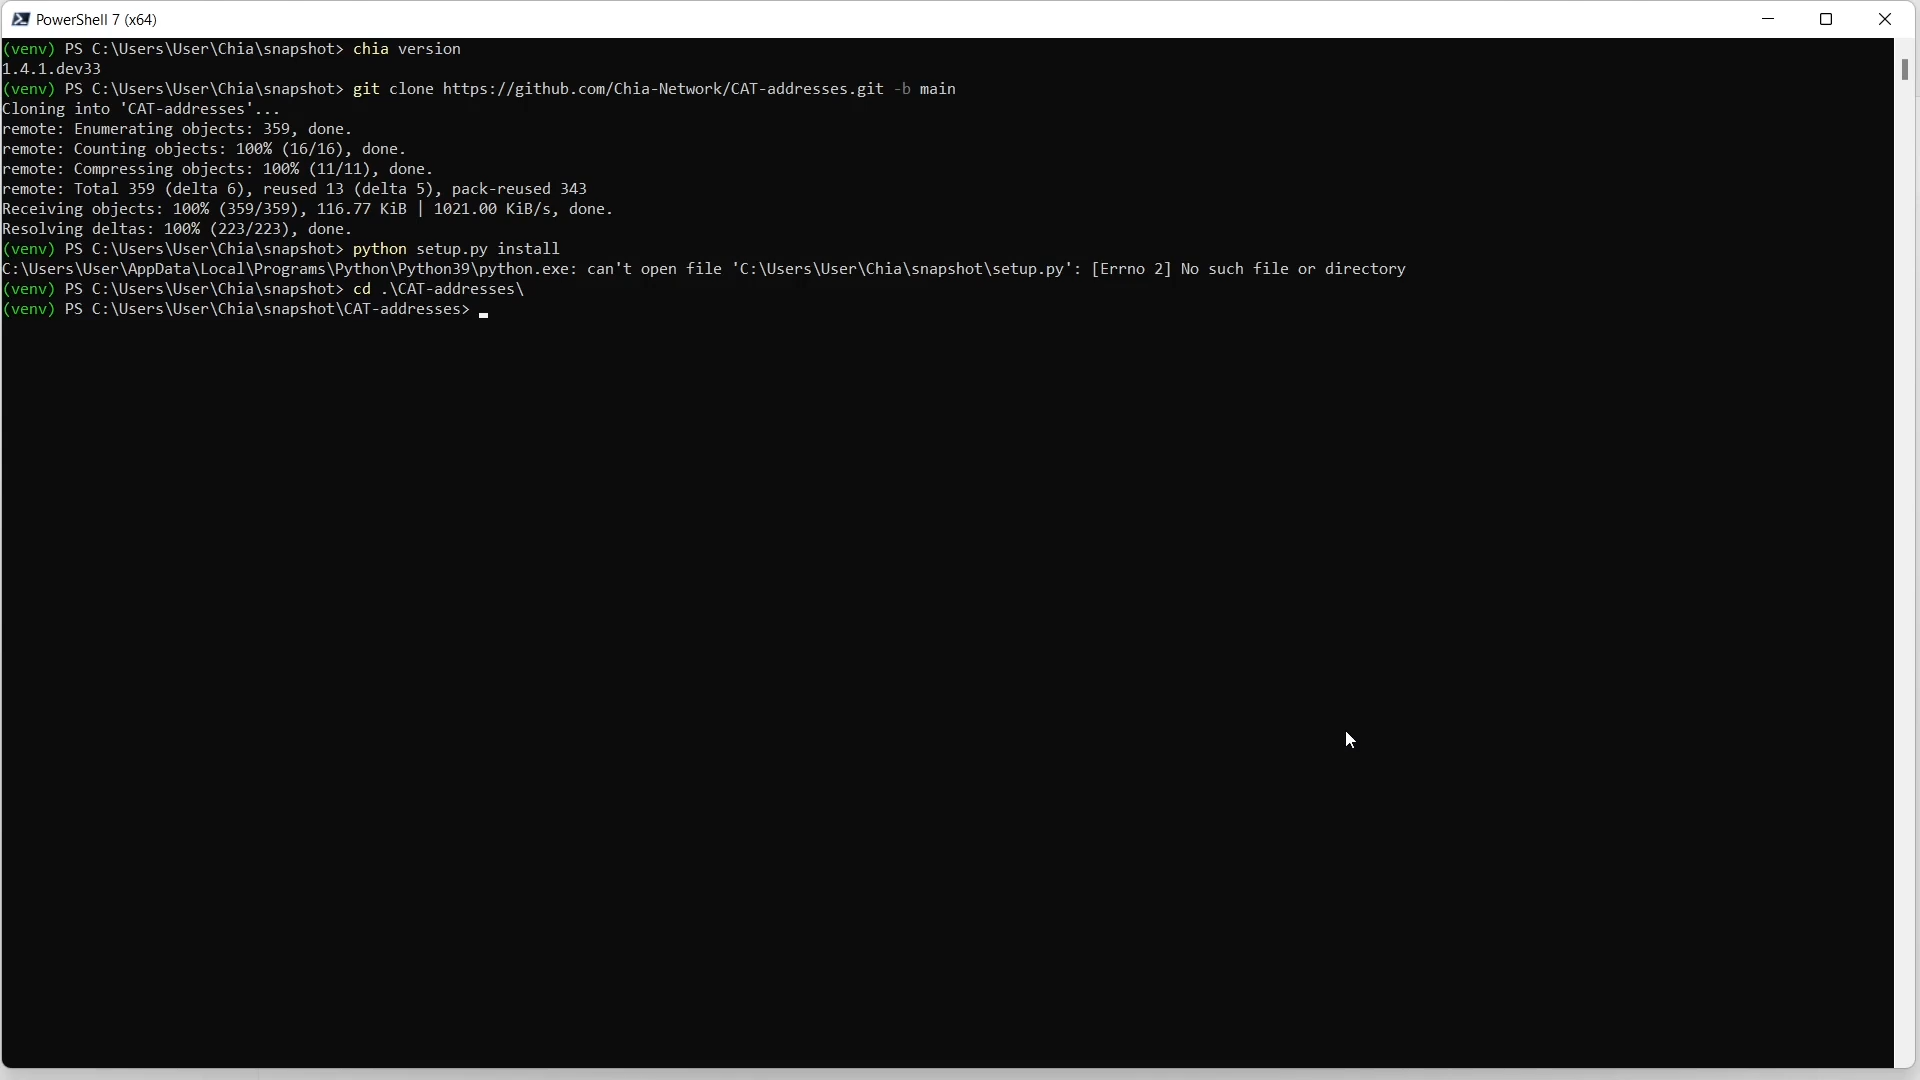 PowerShell 7 (x64)
(venv) PS C:\Users\User\Chia\snapshot> chia version
1.4.1.dev33
(venv) PS C:\Users\User\Chia\snapshot> git clone https://github.com/Chia-Network/CAT-addresses.git -b main
Cloning into 'CAT-addresses'...
remote: Enumerating objects: 359, done.
remote: Counting objects: 100% (16/16), done.
remote: Compressing objects: 100% (11/11), done.
remote: Total 359 (delta 6), reused 13 (delta 5), pack-reused 343
Receiving objects: 100% (359/359), 116.77 KiB | 1021.00 KiB/s, done.
Resolving deltas: 100% (223/223), done.
(venv) PS C:\Users\User\Chia\snapshot> python setup.py install
C:\Users\User\AppData\Local\Programs\Python\Python39\python.exe: can't open file 'C:\Users\User\Chia\snapshot\setup.py': [Errno 2] No such file or directory
(venv) PS C:\Users\User\Chia\snapshot> cd .\CAT-addresses\
(venv) PS C:\Users\User\Chia\snapshot\CAT-addresses>